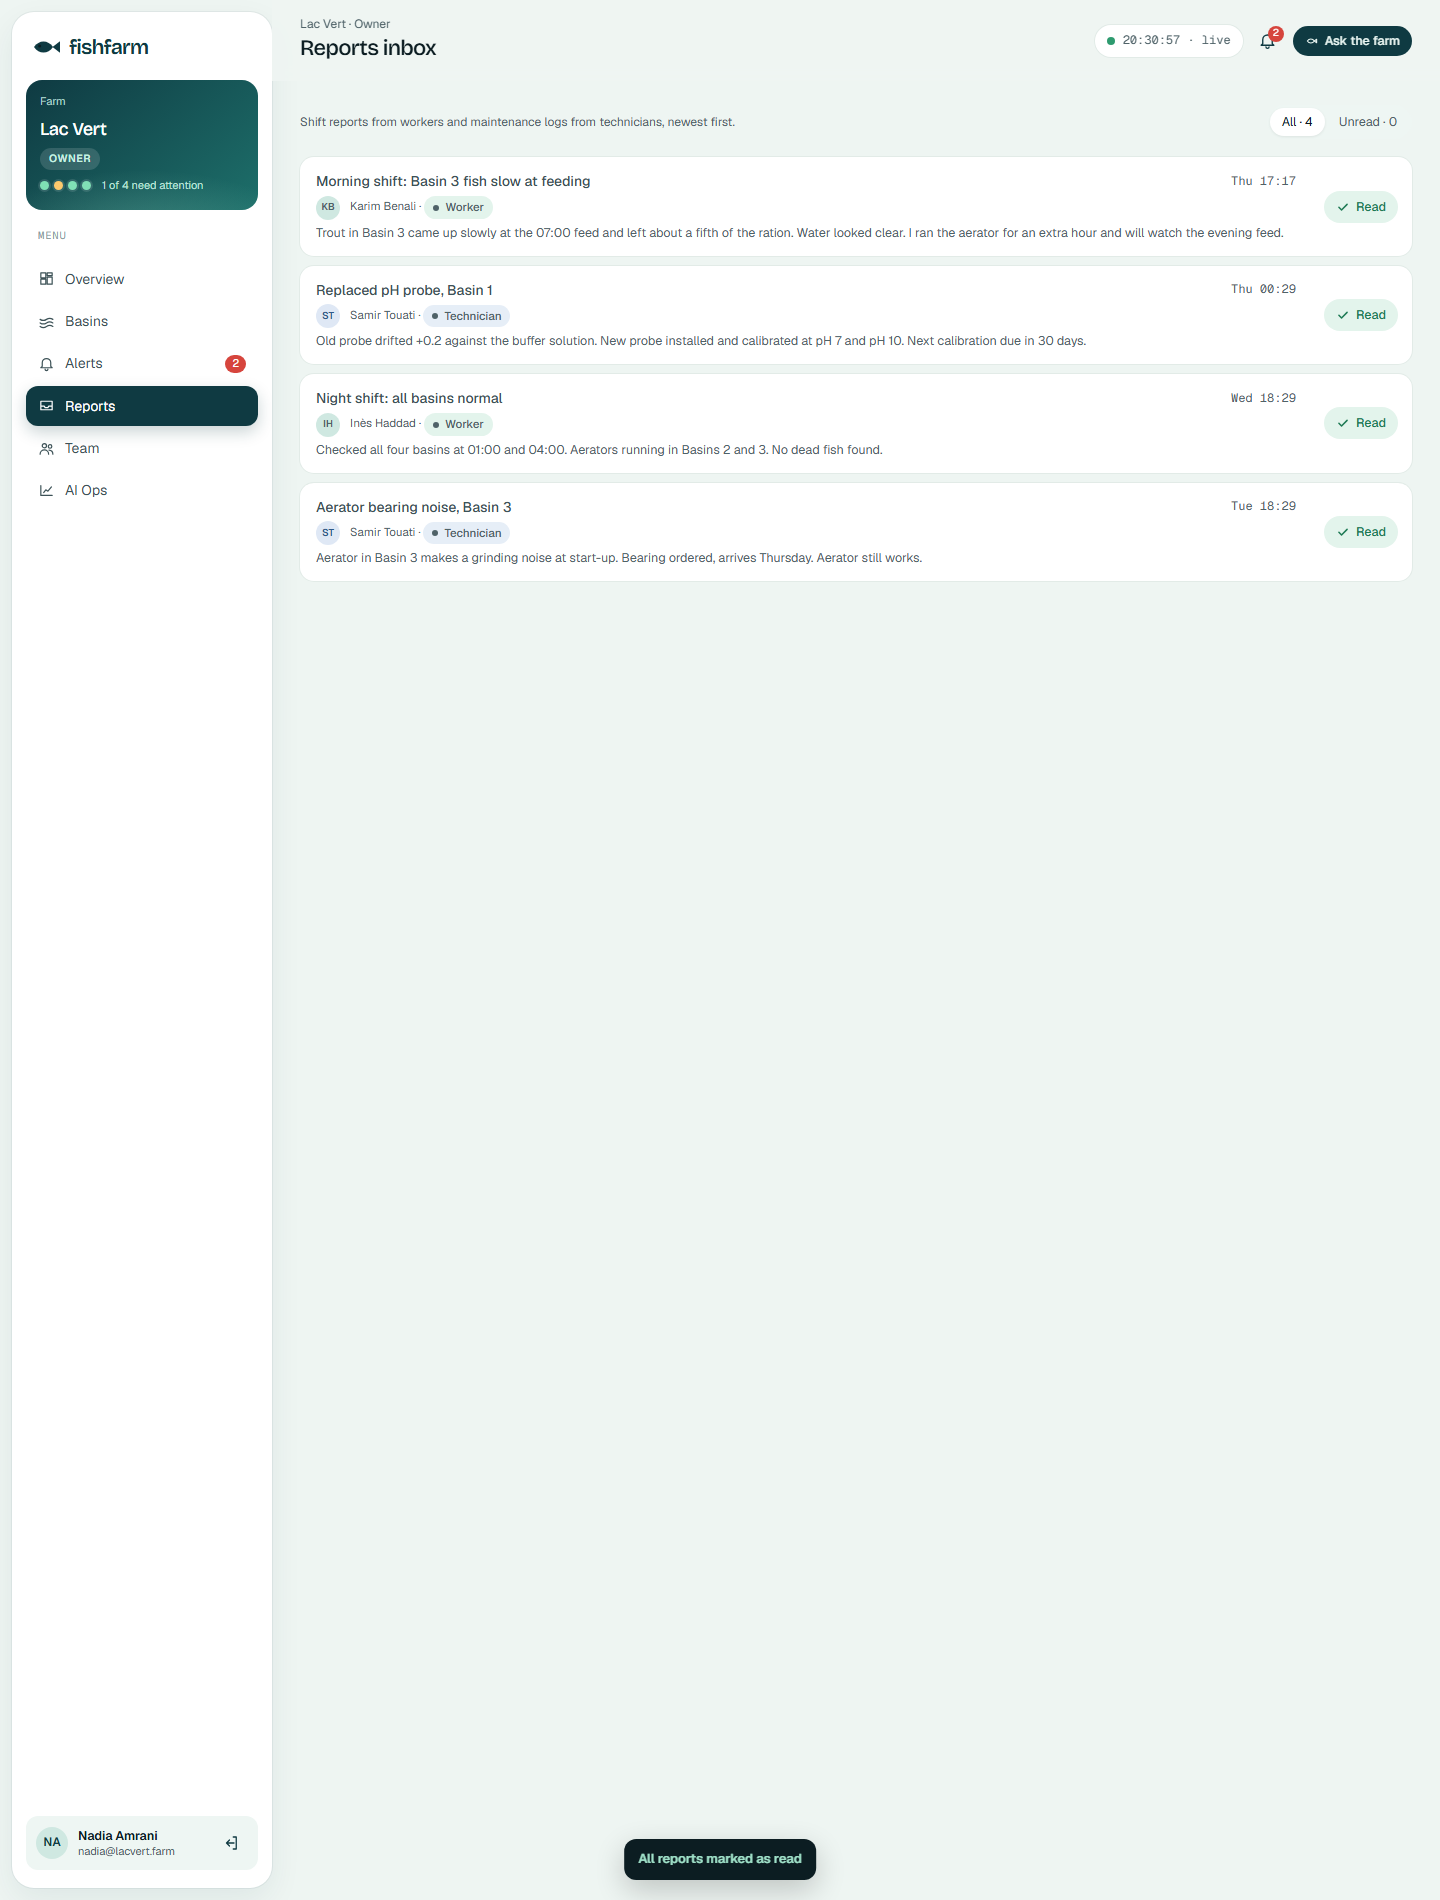 fishfarm
Farm
Lac Vert
OWNER
1 of 4 need attention
MENU
Overview
Basins
Alerts 2
Reports
Team
AI Ops
NA
Nadia Amrani
nadia@lacvert.farm
Lac Vert · Owner
Reports inbox
20:30:57 · live
2
Ask the farm
Shift reports from workers and maintenance logs from technicians, newest first.
All · 4 Unread · 0
Morning shift: Basin 3 fish slow at feeding Thu 17:17
KB Karim Benali · Worker
Read
Trout in Basin 3 came up slowly at the 07:00 feed and left about a fifth of the ration. Water looked clear. I ran the aerator for an extra hour and will watch the evening feed.
Replaced pH probe, Basin 1 Thu 00:29
ST Samir Touati · Technician
Read
Old probe drifted +0.2 against the buffer solution. New probe installed and calibrated at pH 7 and pH 10. Next calibration due in 30 days.
Night shift: all basins normal Wed 18:29
IH Inès Haddad · Worker
Read
Checked all four basins at 01:00 and 04:00. Aerators running in Basins 2 and 3. No dead fish found.
Aerator bearing noise, Basin 3 Tue 18:29
ST Samir Touati · Technician
Read
Aerator in Basin 3 makes a grinding noise at start-up. Bearing ordered, arrives Thursday. Aerator still works.
All reports marked as read